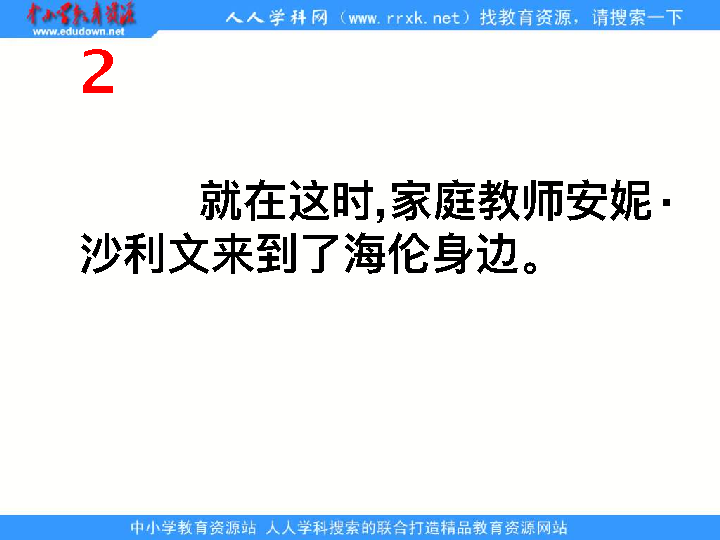 中小学教育资源
www.edudown.net
人人学科网（www.rrxk.net）找教育资源，请搜索一下
2
就在这时,家庭教师安妮·
沙利文来到了海伦身边。
中小学教育资源站 人人学科搜索的联合打造精品教育资源网站